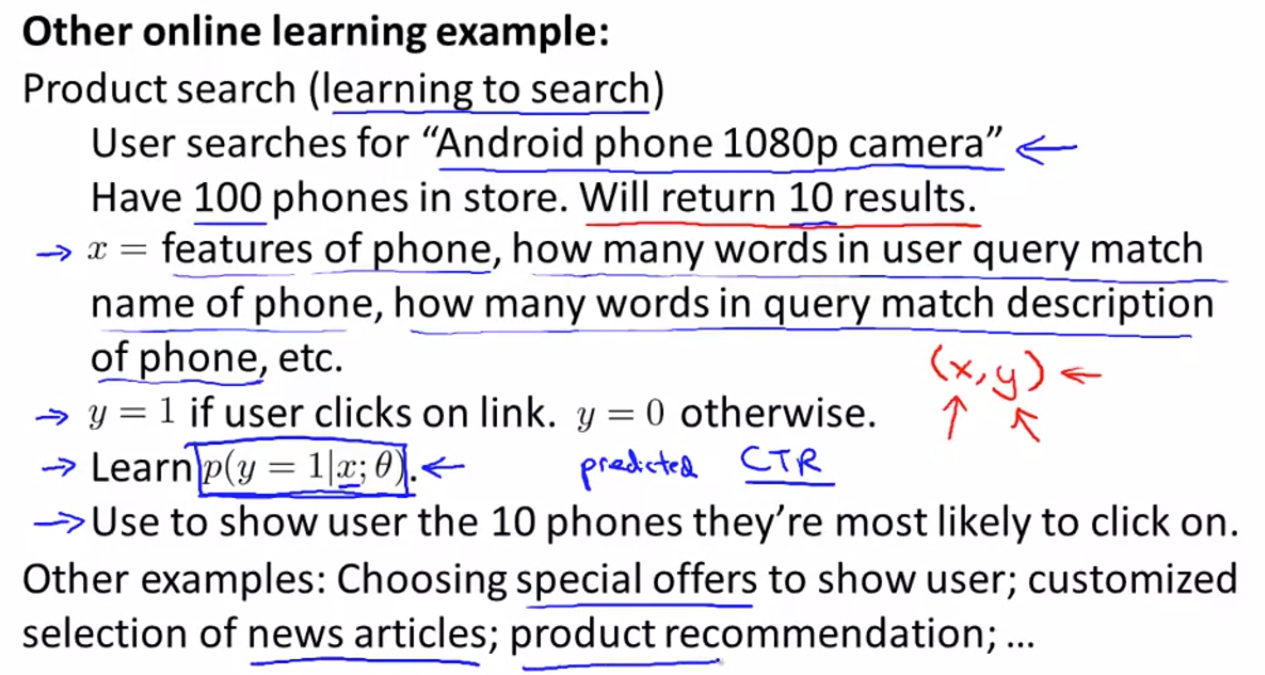 Other online learning example:
Product search (learning to search)
User searches for “Android phone 1080p camera”
Have 100 phones in store. Will return 10 results.
x = features of phone, how many words in user query match
name of phone, how many words in query match description
of phone, etc.
(x, y)
y = 1 if user clicks on link. y = 0 otherwise.
Learn p(y = 1|x; θ). predicted CTR
Use to show user the 10 phones they’re most likely to click on.
Other examples: Choosing special offers to show user; customized
selection of news articles; product recommendation; ...